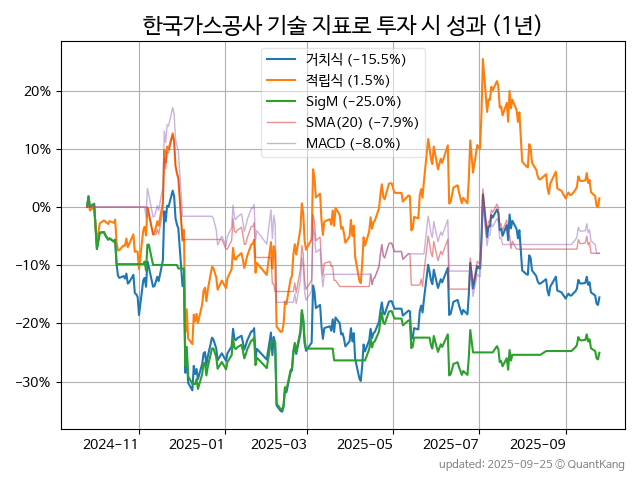 한국가스공사 기술 지표로 투자 시 성과 (1년)
거치식 (−15.5%)
적립식 (1.5%)
SigM (−25.0%)
SMA(20) (−7.9%)
MACD (−8.0%)
20%
10%
0%
−10%
−20%
−30%
2024-11 2025-01 2025-03 2025-05 2025-07 2025-09
updated: 2025-09-25 © QuantKang